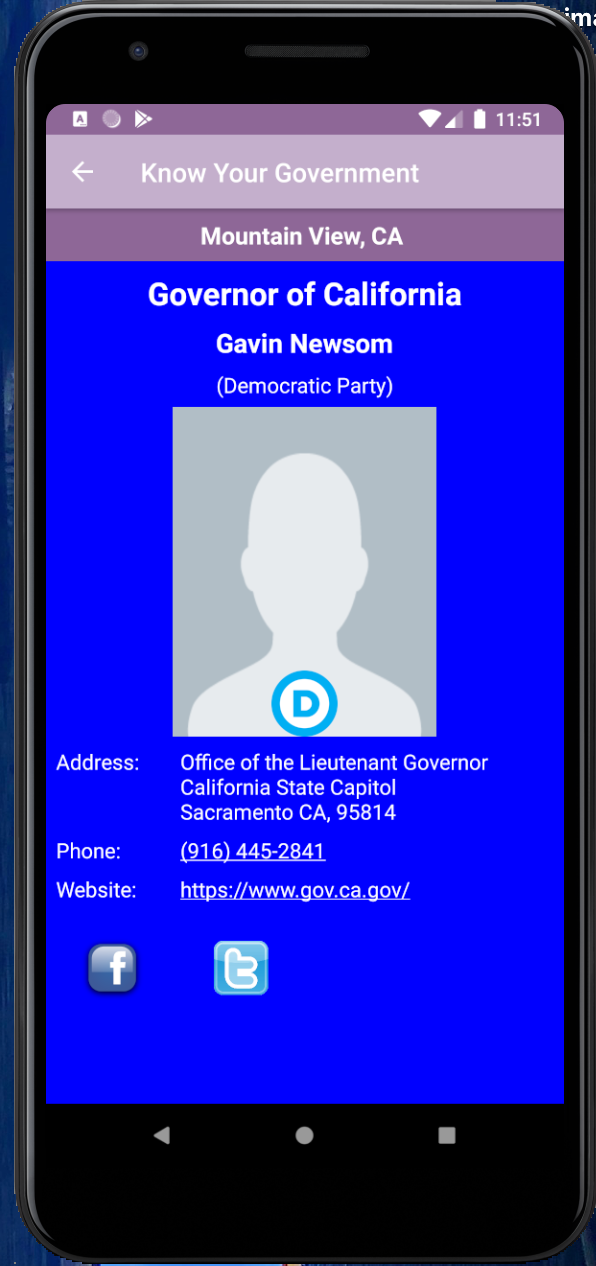 ima
11:51
Know Your Government
Mountain View, CA
Governor of California
Gavin Newsom
(Democratic Party)
D
Address: Office of the Lieutenant Governor
California State Capitol
Sacramento CA, 95814
Phone: (916) 445-2841
Website: https://www.gov.ca.gov/